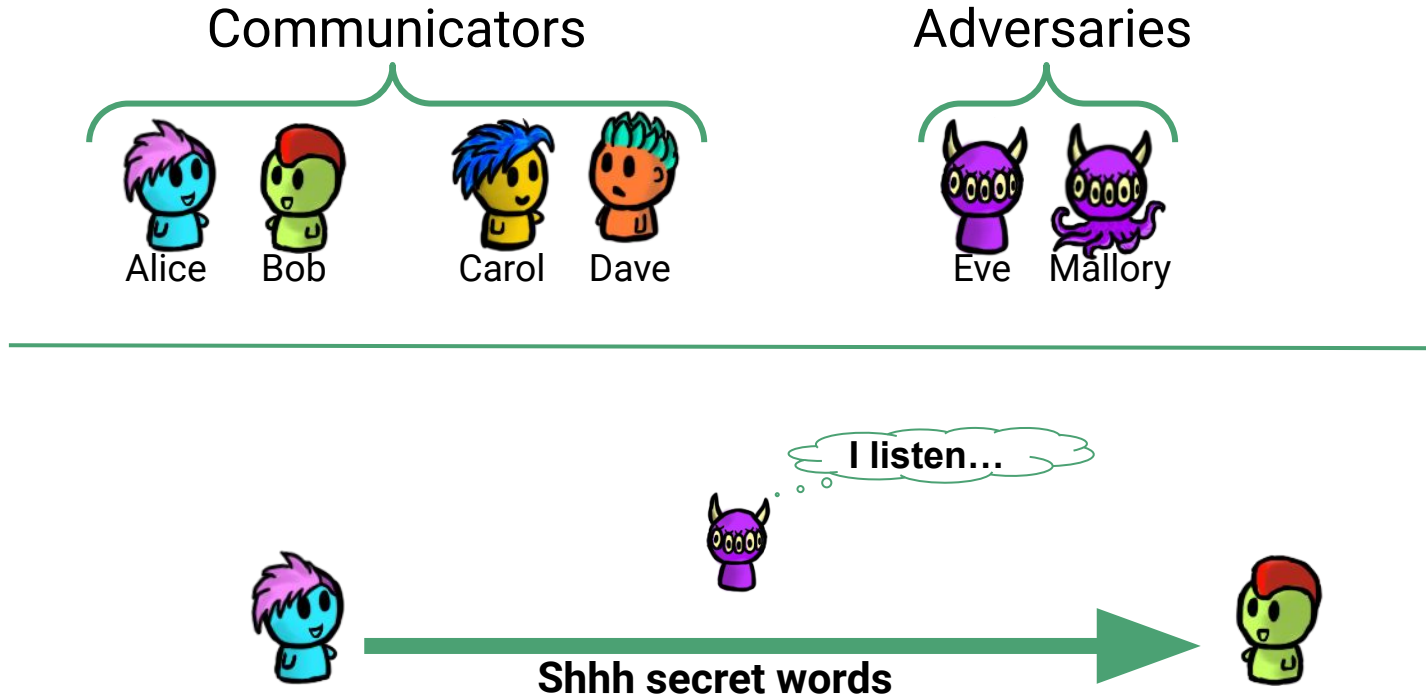 Communicators
Adversaries
Alice
Bob
Carol
Dave
Eve
Mallory
I listen…
Shhh secret words